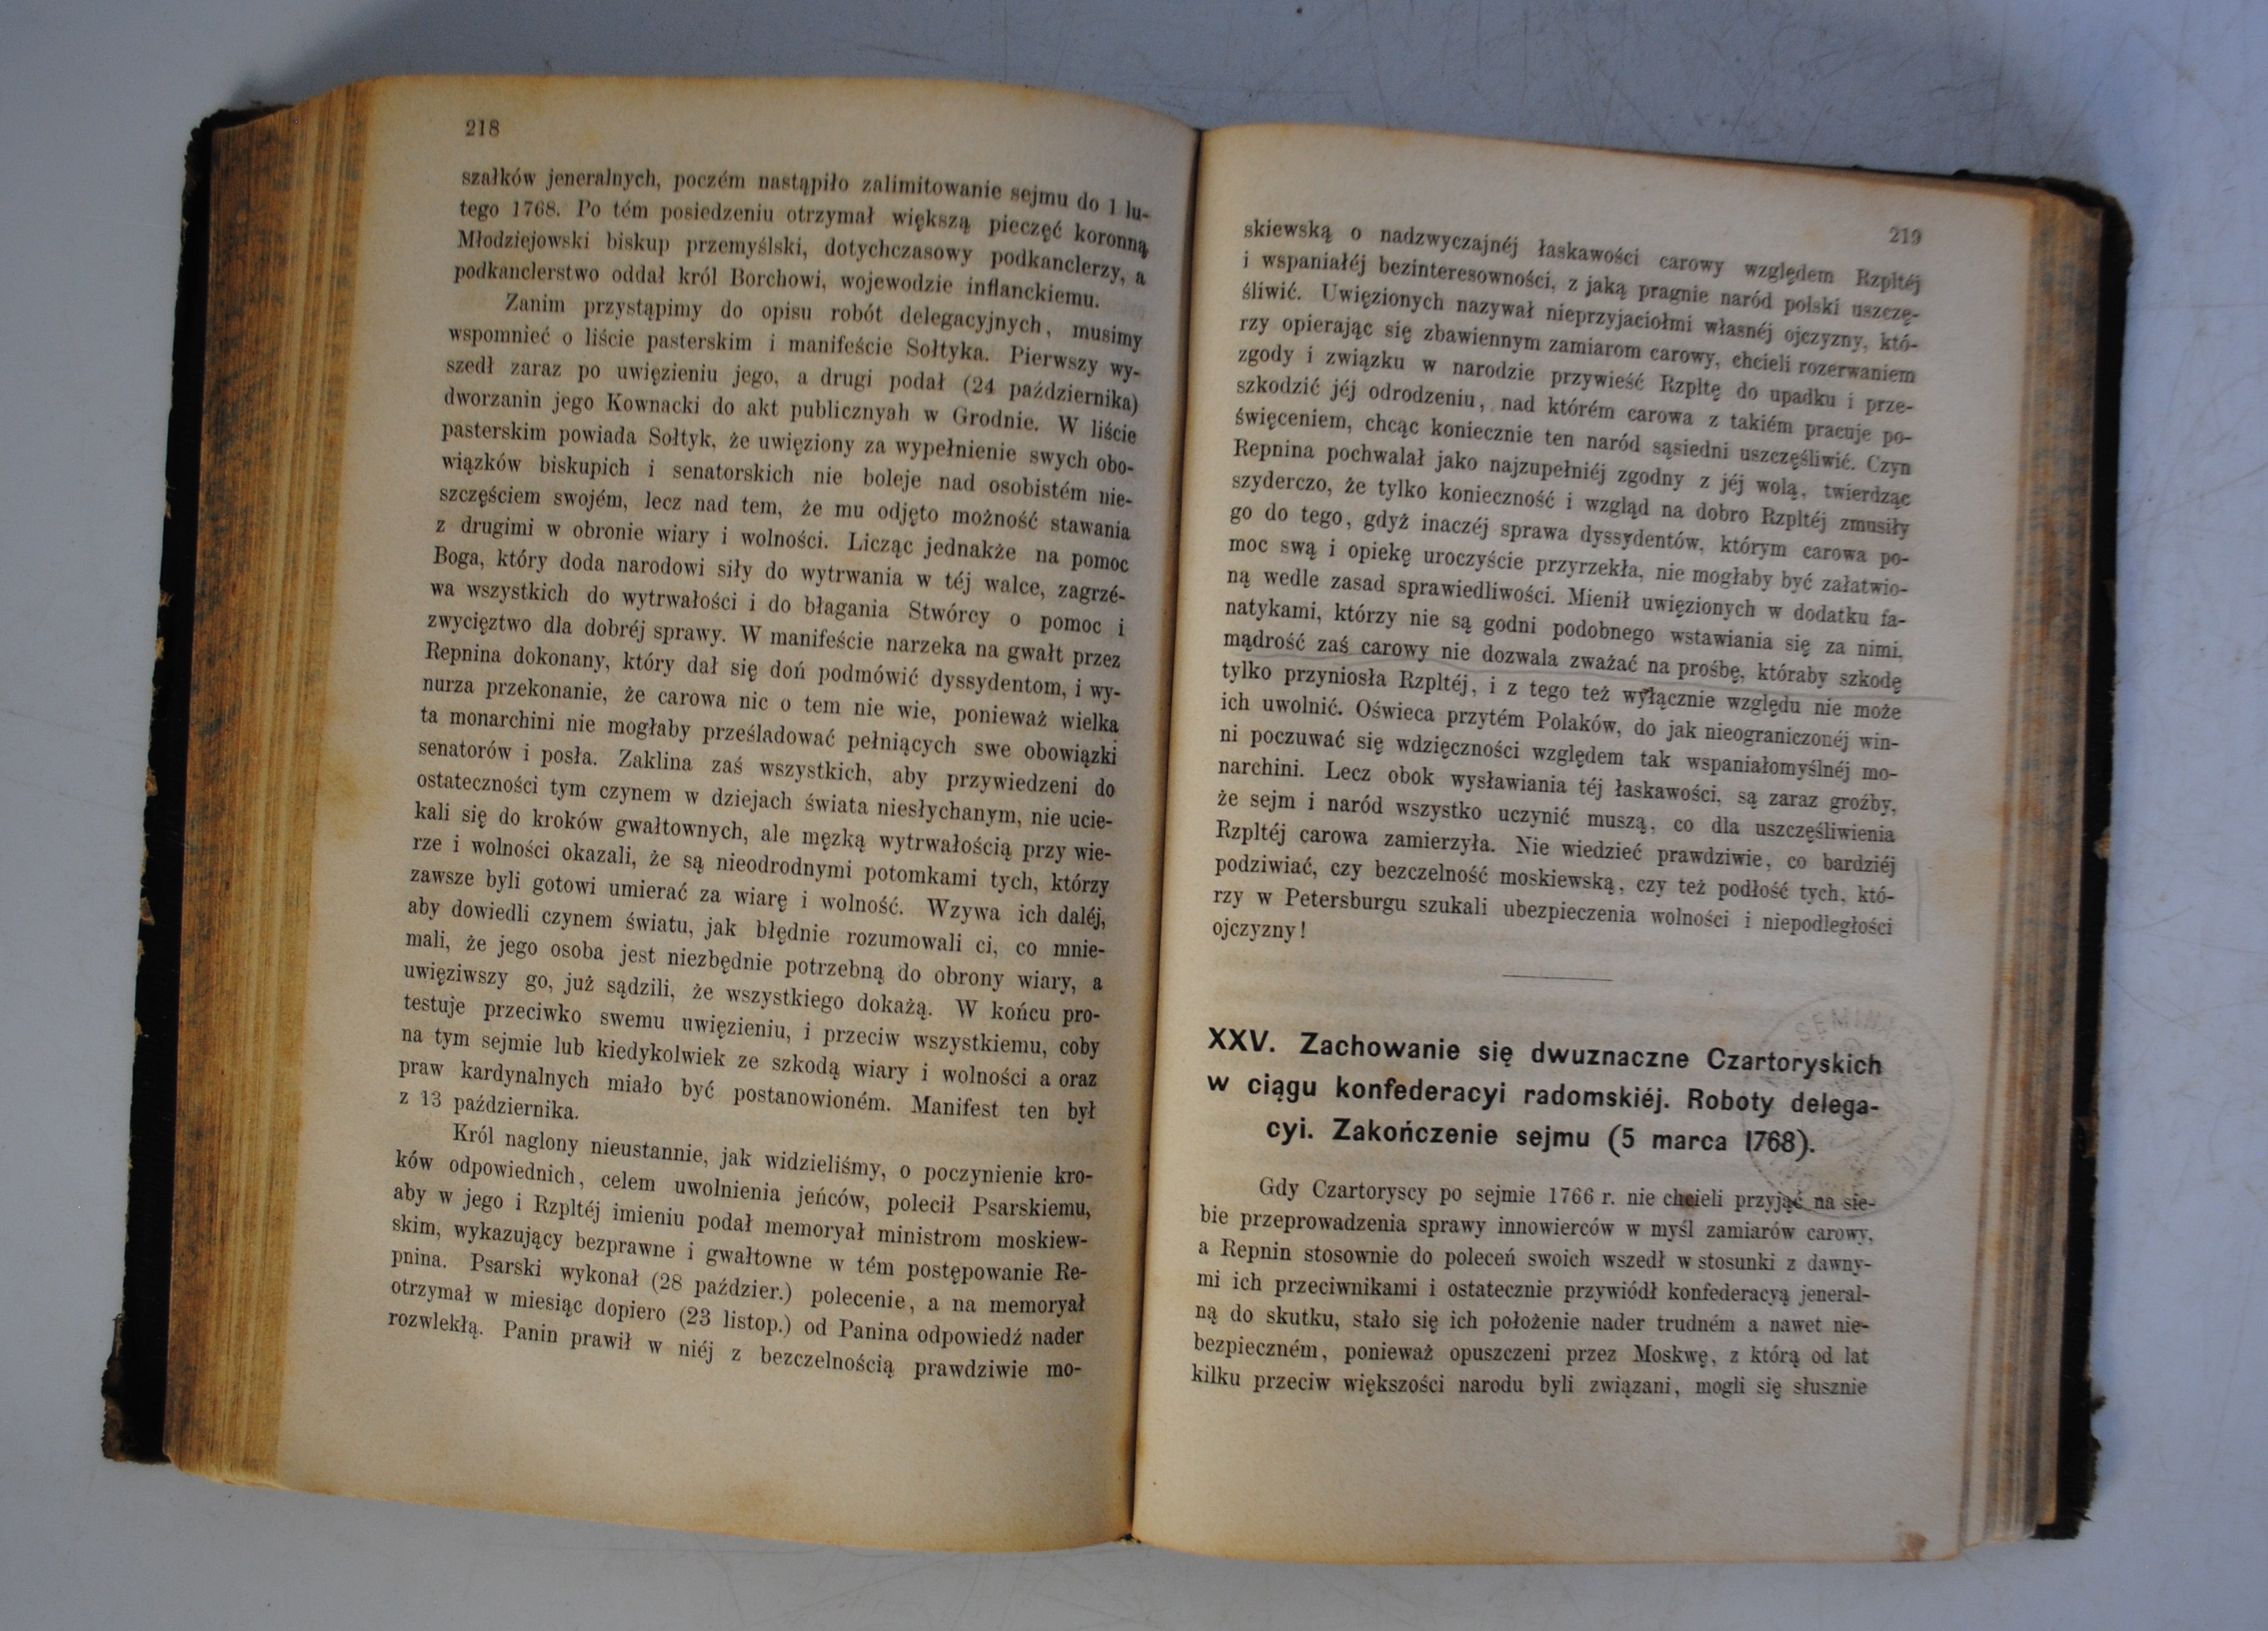 218
szałków jeneralnych, poczém nastąpiło zalimitowanie sejmu do 1 lu-
tego 1768. Po tém posiedzeniu otrzymał większą pieczęć koronną
Młodziejowski biskup przemyślski, dotychczasowy podkanclerzy, a
podkanclerstwo oddał król Borchowi, wojewodzie inflanckiemu.
Zanim przystąpimy do opisu robót delegacyjnych, musimy
wspomnieć o liście pasterskim i manifeście Sołtyka. Pierwszy wy-
szedł zaraz po uwięzieniu jego, a drugi podał (24 października)
dworzanin jego Kownacki do akt publicznyah w Grodnie. W liście
pasterskim powiada Sołtyk, że uwięziony za wypełnienie swych obo-
wiązków biskupich i senatorskich nie boleje nad osobistém nie-
szczęściem swojém, lecz nad tem, że mu odjęto możność stawania
z drugimi w obronie wiary i wolności. Licząc jednakże na pomoc
Boga, który doda narodowi siły do wytrwania w téj walce, zagrzé-
wa wszystkich do wytrwałości i do błagania Stwórcy o pomoc i
zwycięztwo dla dobréj sprawy. W manifeście narzeka na gwałt przez
Repnina dokonany, który dał się doń podmówić dyssydentom, i wy-
nurza przekonanie, że carowa nic o tem nie wie, ponieważ wielka
ta monarchini nie mogłaby prześladować pełniących swe obowiązki
senatorów i posła. Zaklina zaś wszystkich, aby przywiedzeni do
ostateczności tym czynem w dziejach świata niesłychanym, nie ucie-
kali się do kroków gwałtownych, ale męzką wytrwałością przy wie-
rze i wolności okazali, że są nieodrodnymi potomkami tych, którzy
zawsze byli gotowi umierać za wiarę i wolność. Wzywa ich daléj,
aby dowiedli czynem światu, jak błędnie rozumowali ci, co mnie-
mali, że jego osoba jest niezbędnie potrzebną do obrony wiary, a
uwięziwszy go, już sądzili, że wszystkiego dokażą. W końcu pro-
testuje przeciwko swemu uwięzieniu, i przeciw wszystkiemu, coby
na tym sejmie lub kiedykolwiek ze szkodą wiary i wolności a oraz
praw kardynalnych miało być postanowioném. Manifest ten był
z 13 października.
Król naglony nieustannie, jak widzieliśmy, o poczynienie kro-
ków odpowiednich, celem uwolnienia jeńców, polecił Psarskiemu,
aby w jego i Rzpltéj imieniu podał memoryał ministrom moskiew-
skim, wykazujący bezprawne i gwałtowne w tém postępowanie Re-
pnina. Psarski wykonał (28 paździer.) polecenie, a na memoryał
otrzymał w miesiąc dopiero (23 listop.) od Panina odpowiedź nader
rozwlekłą. Panin prawił w niéj z bezczelnością prawdziwie mo-
219
skiewską o nadzwyczajnéj łaskawości carowy względem Rzpltéj
i wspaniałéj bezinteresowności, z jaką pragnie naród polski uszczę-
śliwić. Uwięzionych nazywał nieprzyjaciołmi własnéj ojczyzny, któ-
rzy opierając się zbawiennym zamiarom carowy, chcieli rozerwaniem
zgody i związku w narodzie przywieść Rzpltę do upadku i prze-
szkodzić jéj odrodzeniu, nad którém carowa z takiém pracuje po-
święceniem, chcąc koniecznie ten naród sąsiedni uszczęśliwić. Czyn
Repnina pochwalał jako najzupełniéj zgodny z jéj wolą, twierdząc
szyderczo, że tylko konieczność i wzgląd na dobro Rzpltéj zmusiły
go do tego, gdyż inaczéj sprawa dyssydentów, którym carowa po-
moc swą i opiekę uroczyście przyrzekła, nie mogłaby być załatwio-
ną wedle zasad sprawiedliwości. Mienił uwięzionych w dodatku fa-
natykami, którzy nie są godni podobnego wstawiania się za nimi,
mądrość zaś carowy nie dozwala zważać na prośbę, któraby szkodę
tylko przyniosła Rzpltéj, i z tego też wyłącznie względu nie może
ich uwolnić. Oświeca przytém Polaków, do jak nieograniczonéj win-
ni poczuwać się wdzięczności względem tak wspaniałomyślnéj mo-
narchini. Lecz obok wysławiania téj łaskawości, są zaraz groźby,
że sejm i naród wszystko uczynić muszą, co dla uszczęśliwienia
Rzpltéj carowa zamierzyła. Nie wiedzieć prawdziwie, co bardziéj
podziwiać, czy bezczelność moskiewską, czy też podłość tych, któ-
rzy w Petersburgu szukali ubezpieczenia wolności i niepodległości
ojczyzny!
XXV. Zachowanie się dwuznaczne Czartoryskich
w ciągu konfederacyi radomskiéj. Roboty delega-
cyi. Zakończenie sejmu (5 marca 1768).
Gdy Czartoryscy po sejmie 1766 r. nie chcieli przyjąć na sie-
bie przeprowadzenia sprawy innowierców w myśl zamiarów carowy,
a Repnin stosownie do poleceń swoich wszedł w stosunki z dawny-
mi ich przeciwnikami i ostatecznie przywiódł konfederacyą jeneral-
ną do skutku, stało się ich położenie nader trudném a nawet nie-
bezpieczném, ponieważ opuszczeni przez Moskwę, z którą od lat
kilku przeciw większości narodu byli związani, mogli się słusznie